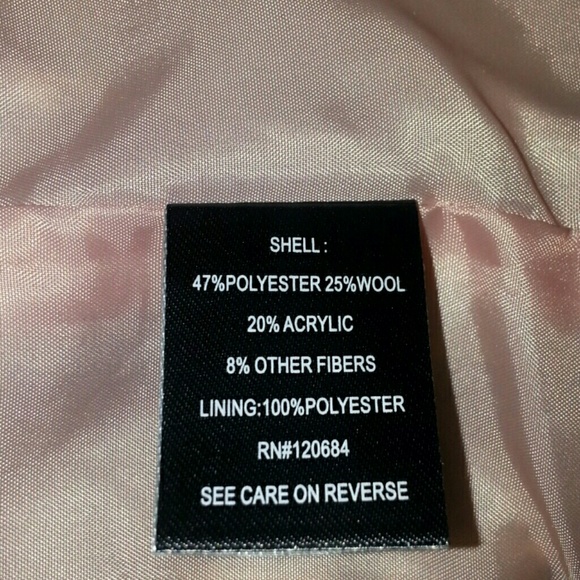 SHELL :
47%POLYESTER 25%WOOL
20% ACRYLIC
8% OTHER FIBERS
LINING:100%POLYESTER
RN#120684
SEE CARE ON REVERSE